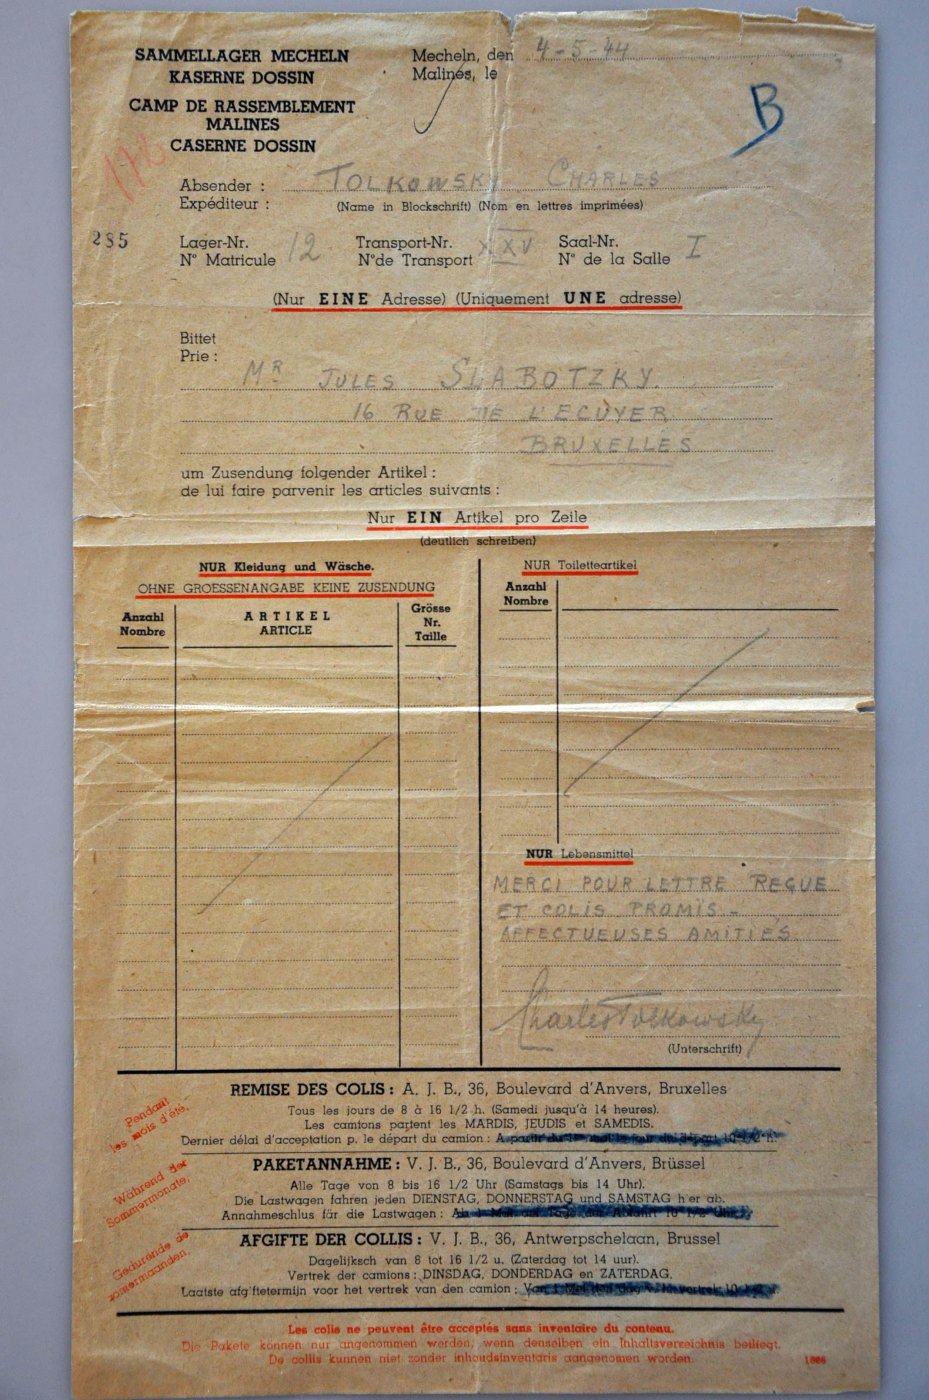 SAMMELLAGER MECHELN
KASERNE DOSSIN
CAMP DE RASSEMBLEMENT
MALINES
CASERNE DOSSIN
Mecheln, den 4-5-44
Malines, le
B
Absender : TOLKOWSKY CHARLES
Expéditeur : (Name in Blockschrift) (Nom en lettres imprimées)
235
Lager-Nr. 12 Transport-Nr. XXV Saal-Nr. I
N° Matricule N° de Transport N° de la Salle
(Nur EINE Adresse) (Uniquement UNE adresse)
Bittet
Prie :
MR JULES SLABOTZKY.
16 RUE DE L'ECUYER
BRUXELLES
um Zusendung folgender Artikel :
de lui faire parvenir les articles suivants :
Nur EIN Artikel pro Zeile
(deutlich schreiben)
NUR Kleidung und Wäsche.
OHNE GROESSENANGABE KEINE ZUSENDUNG
Anzahl
Nombre
ARTIKEL
ARTICLE
Grösse
Nr.
Taille
NUR Toiletteartikel
Anzahl
Nombre
NUR Lebensmittel
MERCI POUR LETTRE REÇUE
ET COLIS PROMIS -
AFFECTUEUSES AMITIÉS.
Charles Tolkowsky
(Unterschrift)
Pendant
les mois d'été.
REMISE DES COLIS : A. J. B., 36, Boulevard d'Anvers, Bruxelles
Tous les jours de 8 à 16 1/2 h. (Samedi jusqu'à 14 heures).
Les camions partent les MARDIS, JEUDIS et SAMEDIS.
Dernier délai d'acceptation p. le départ du camion :
Während der
Sommermonate.
PAKETANNAHME : V. J. B., 36, Boulevard d'Anvers, Brüssel
Alle Tage von 8 bis 16 1/2 Uhr (Samstags bis 14 Uhr).
Die Lastwagen fahren jeden DIENSTAG, DONNERSTAG und SAMSTAG h er ab.
Annahmeschlus für die Lastwagen :
Gedurende de
zomermaanden.
AFGIFTE DER COLLIS : V. J. B., 36, Antwerpschelaan, Brussel
Dagelijksch van 8 tot 16 1/2 u. (Zaterdag tot 14 uur).
Vertrek der camions : DINSDAG, DONDERDAG en ZATERDAG.
Laatste afg'ftetermijn voor het vertrek van den camion :
Les colis ne peuvent être acceptés sans inventaire du contenu.
Die Pakete können nur angenommen werden, wenn denselben ein Inhaltsverzeichnis beiliegt.
De collis kunnen niet zonder inhoudsinventaris aangenomen worden.